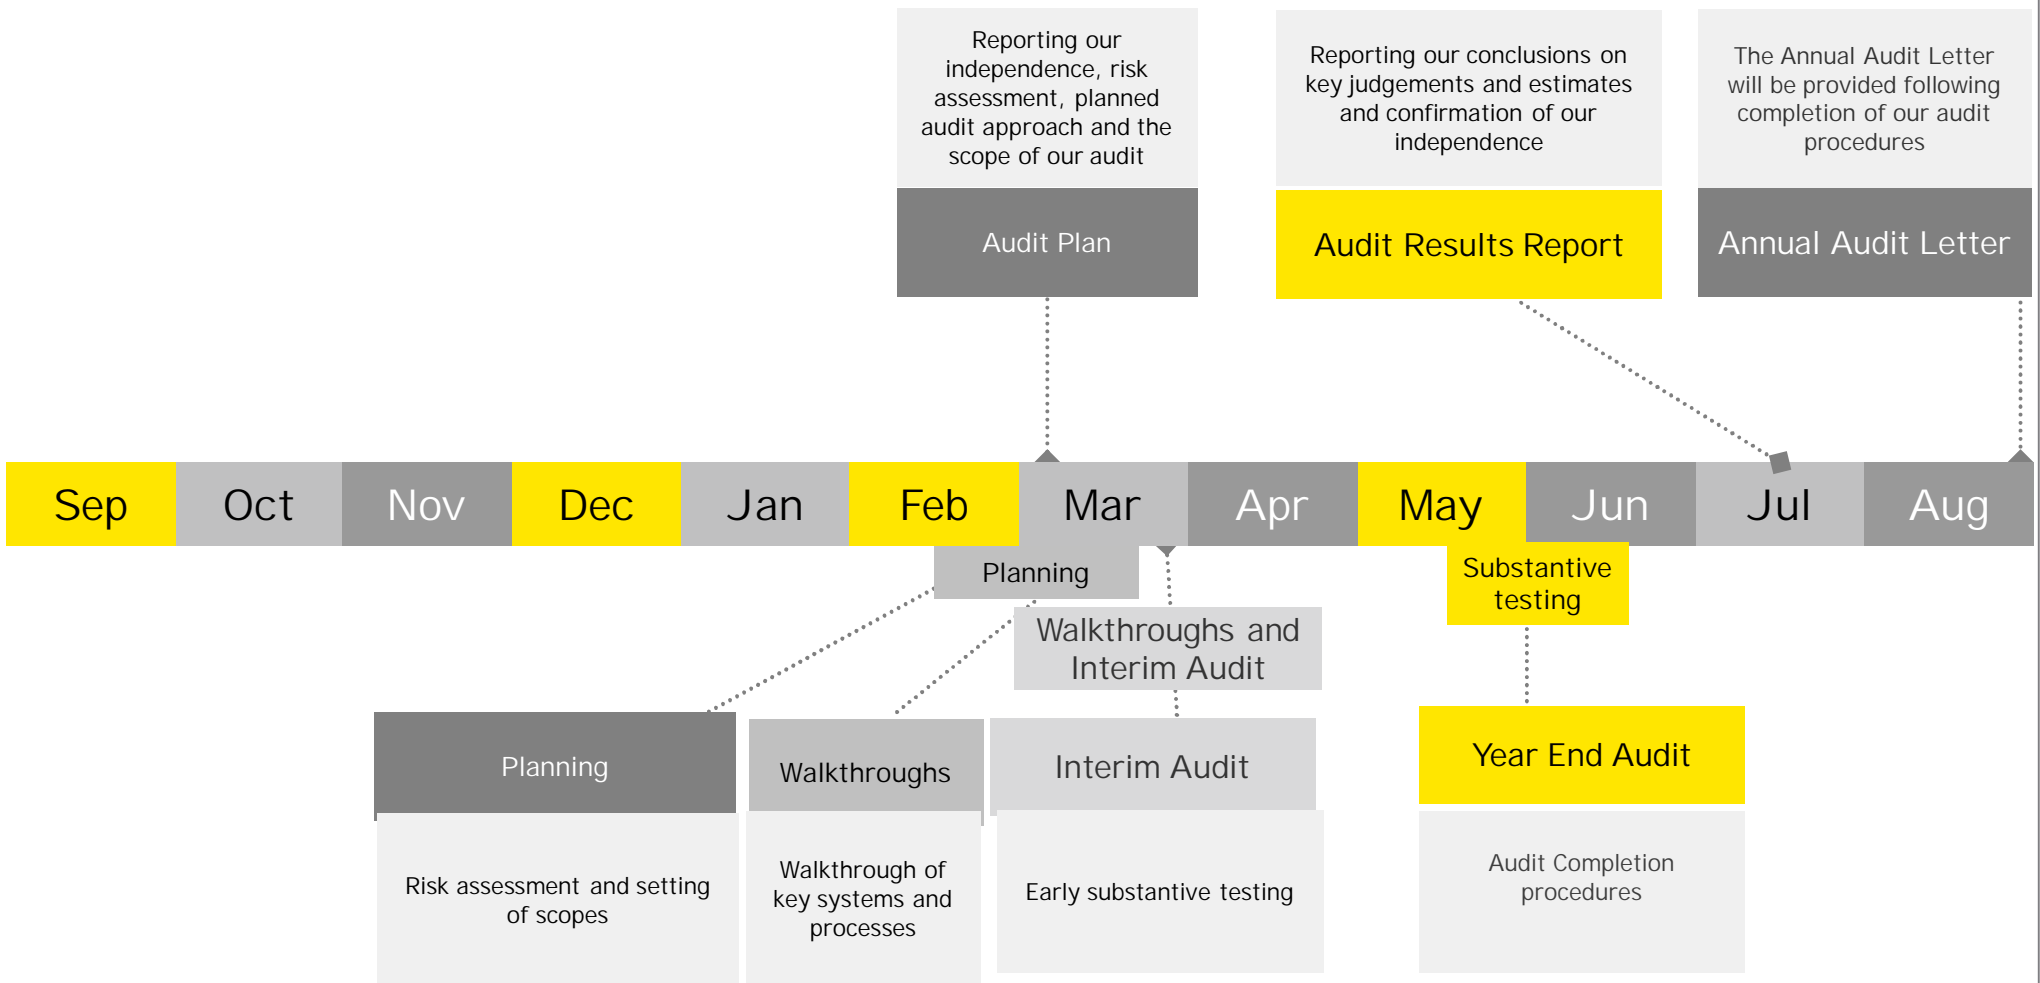 Reporting our
independence, risk
assessment, planned
audit approach and the
scope of our audit
Audit Plan
Reporting our conclusions on
key judgements and estimates
and confirmation of our
independence
Audit Results Report
The Annual Audit Letter
will be provided following
completion of our audit
procedures
Annual Audit Letter
Sep
Oct
Nov
Dec
Jan
Feb
Mar
Apr
May
Jun
Jul
Aug
Planning
Walkthroughs and
Interim Audit
Substantive
testing
Planning
Risk assessment and setting
of scopes
Walkthroughs
Walkthrough of
key systems and
processes
Interim Audit
Early substantive testing
Year End Audit
Audit Completion
procedures